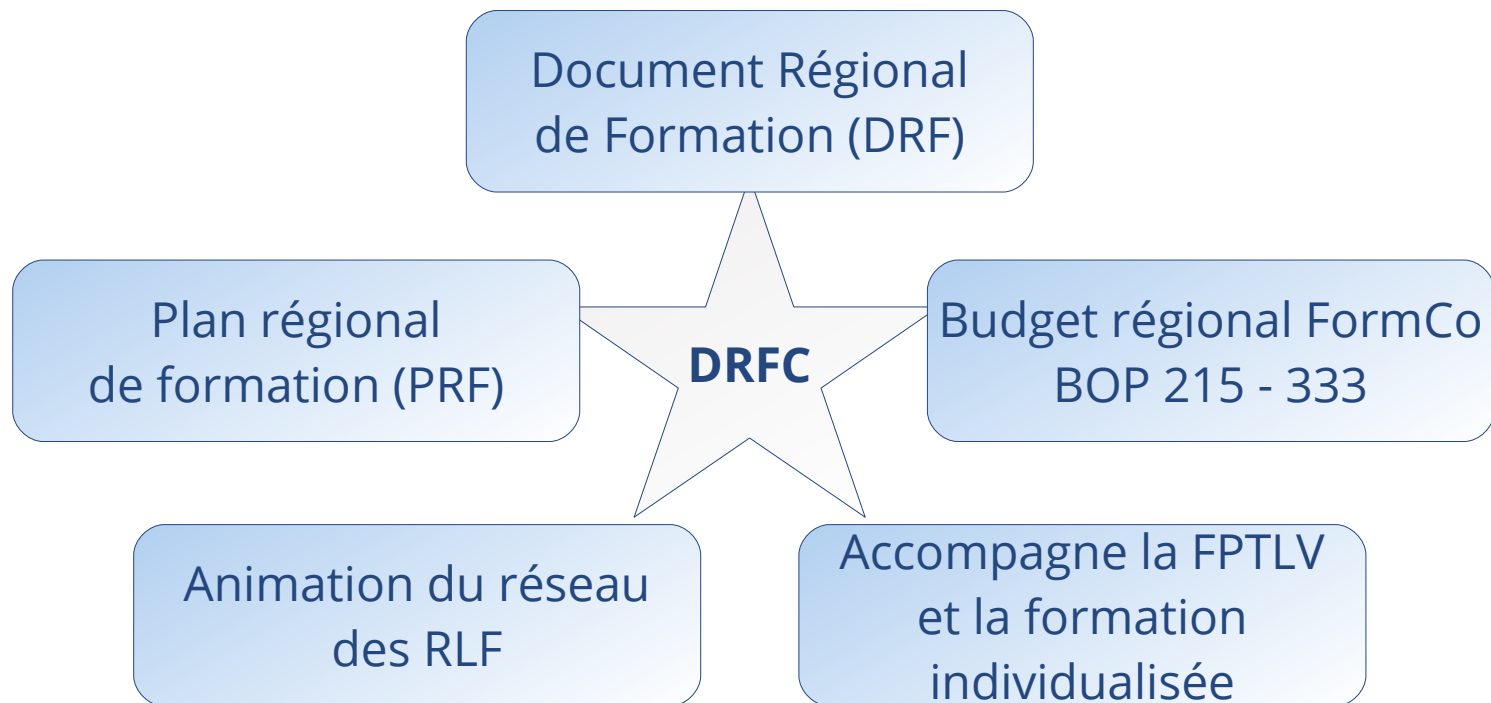 Document Régional
de Formation (DRF)
Plan régional
de formation (PRF)
DRFC
Budget régional FormCo
BOP 215 - 333
Animation du réseau
des RLF
Accompagne la FPTLV
et la formation
individualisée